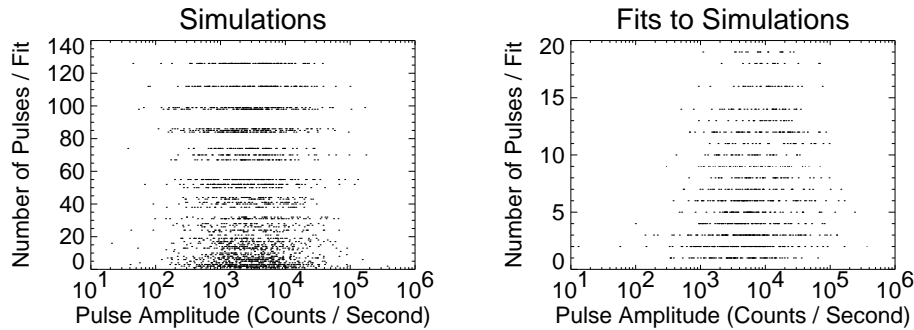 Simulations
Number of Pulses / Fit
140
120
100
80
60
40
20
0
10^1 10^2 10^3 10^4 10^5 10^6
Pulse Amplitude (Counts / Second)
Fits to Simulations
Number of Pulses / Fit
20
15
10
5
0
10^1 10^2 10^3 10^4 10^5 10^6
Pulse Amplitude (Counts / Second)